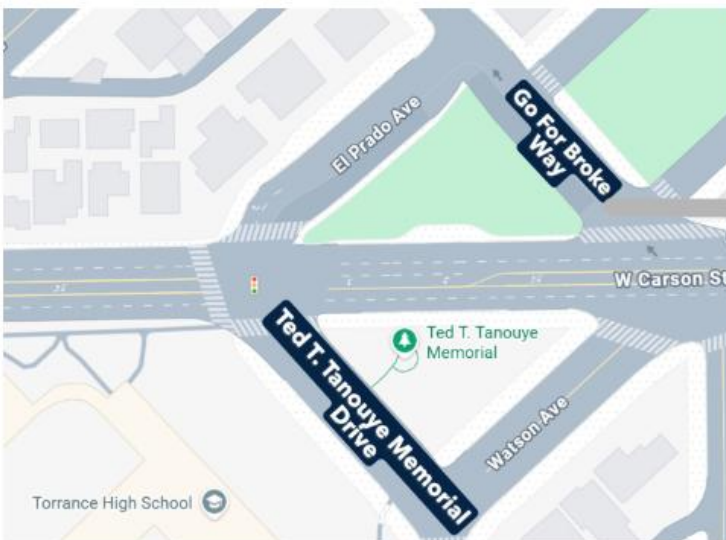 El Prado Ave
Go For Broke
Way
W Carson St
Ted T. Tanouye
Memorial
Ted T. Tanouye Memorial
Drive
Watson Ave
Torrance High School